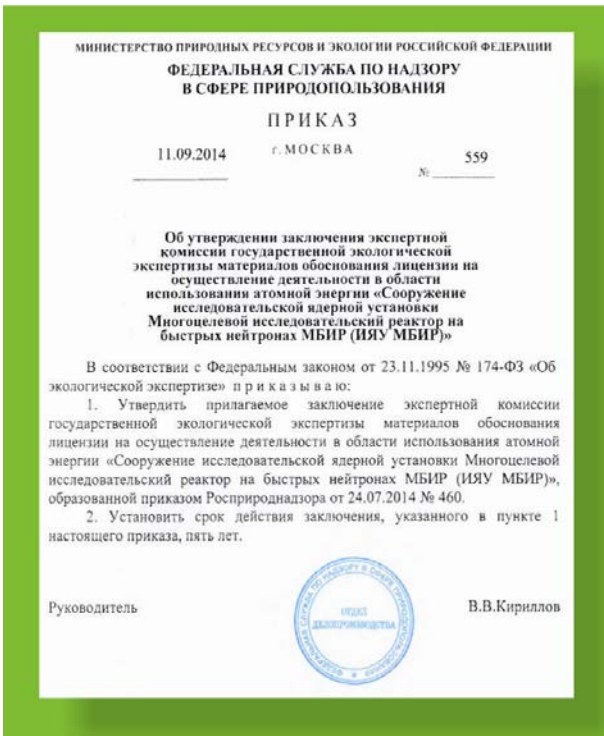 МИНИСТЕРСТВО ПРИРОДНЫХ РЕСУРСОВ И ЭКОЛОГИИ РОССИЙСКОЙ ФЕДЕРАЦИИ
ФЕДЕРАЛЬНАЯ СЛУЖБА ПО НАДЗОРУ
В СФЕРЕ ПРИРОДОПОЛЬЗОВАНИЯ
ПРИКАЗ
11.09.2014 г.МОСКВА № 559
Об утверждении заключения экспертной
комиссии государственной экологической
экспертизы материалов обоснования лицензии на
осуществление деятельности в области
использования атомной энергии «Сооружение
исследовательской ядерной установки
Многоцелевой исследовательский реактор на
быстрых нейтронах МБИР (ИЯУ МБИР)»
В соответствии с Федеральным законом от 23.11.1995 № 174-ФЗ «Об
экологической экспертизе» п р и к а з ы в а ю:
1. Утвердить прилагаемое заключение экспертной комиссии
государственной экологической экспертизы материалов обоснования
лицензии на осуществление деятельности в области использования атомной
энергии «Сооружение исследовательской ядерной установки Многоцелевой
исследовательский реактор на быстрых нейтронах МБИР (ИЯУ МБИР)»,
образованной приказом Росприроднадзора от 24.07.2014 № 460.
2. Установить срок действия заключения, указанного в пункте 1
настоящего приказа, пять лет.
Руководитель В.В.Кириллов
ФЕДЕРАЛЬНАЯ СЛУЖБА ПО НАДЗОРУ В СФЕРЕ ПРИРОДОПОЛЬЗОВАНИЯ
ОТДЕЛ
ДЕЛОПРОИЗВОДСТВА